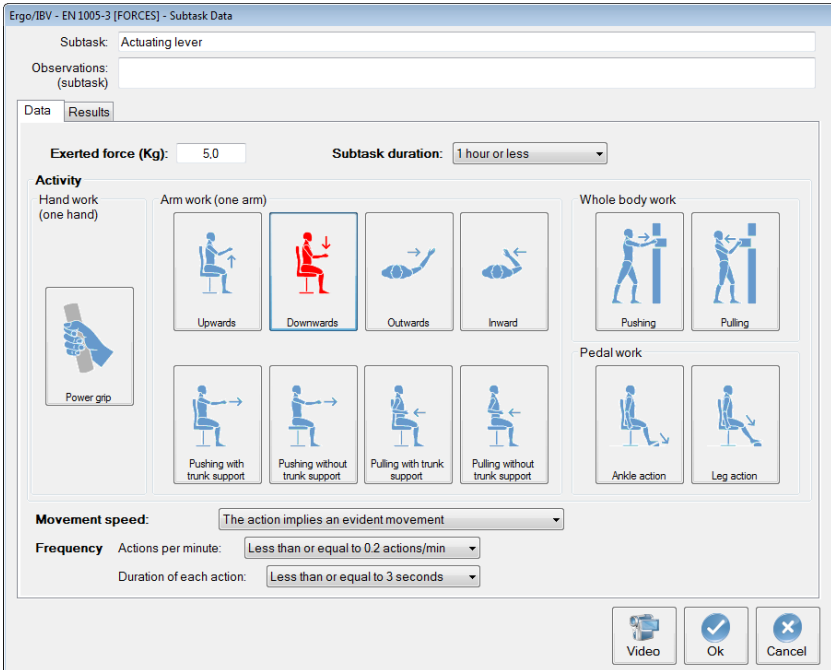 Ergo/IBV - EN 1005-3 [FORCES] - Subtask Data
Subtask: Actuating lever
Observations:
(subtask)
Data Results
Exerted force (Kg): 5,0 Subtask duration: 1 hour or less
Activity
Hand work
(one hand)
Power grip
Arm work (one arm)
Upwards Downwards Outwards Inward
Pushing with
trunk support
Pushing without
trunk support
Pulling with trunk
support
Pulling without
trunk support
Whole body work
Pushing Pulling
Pedal work
Ankle action Leg action
Movement speed: The action implies an evident movement
Frequency Actions per minute: Less than or equal to 0.2 actions/min
Duration of each action: Less than or equal to 3 seconds
Video Ok Cancel